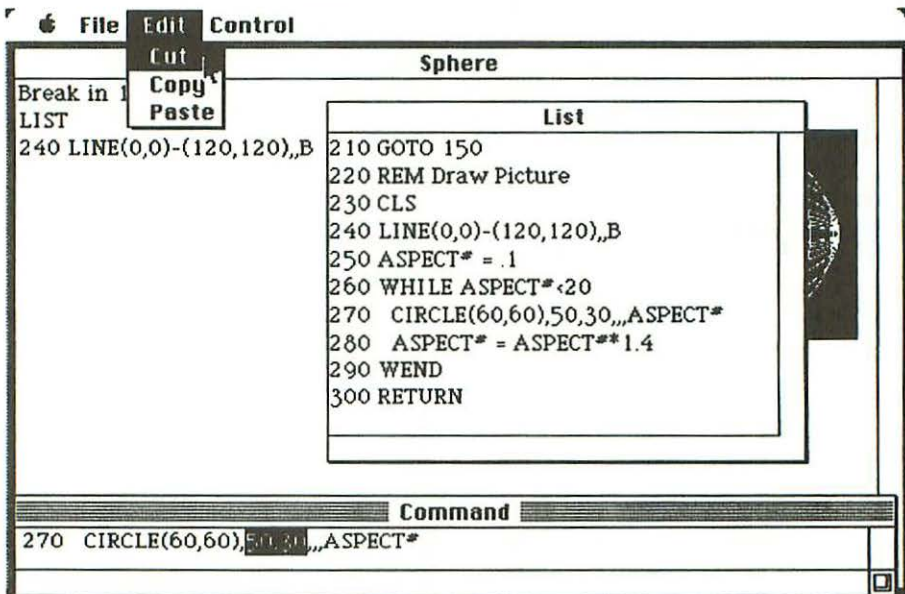 File Edit Control
Cut
Copy
Paste
Sphere
Break in 1
LIST
240 LINE(0,0)-(120,120),,B
List
210 GOTO 150
220 REM Draw Picture
230 CLS
240 LINE(0,0)-(120,120),,B
250 ASPECT# = .1
260 WHILE ASPECT#<20
270 CIRCLE(60,60),50,30,,,ASPECT#
280 ASPECT# = ASPECT#*1.4
290 WEND
300 RETURN
Command
270 CIRCLE(60,60),50,30,,,ASPECT#